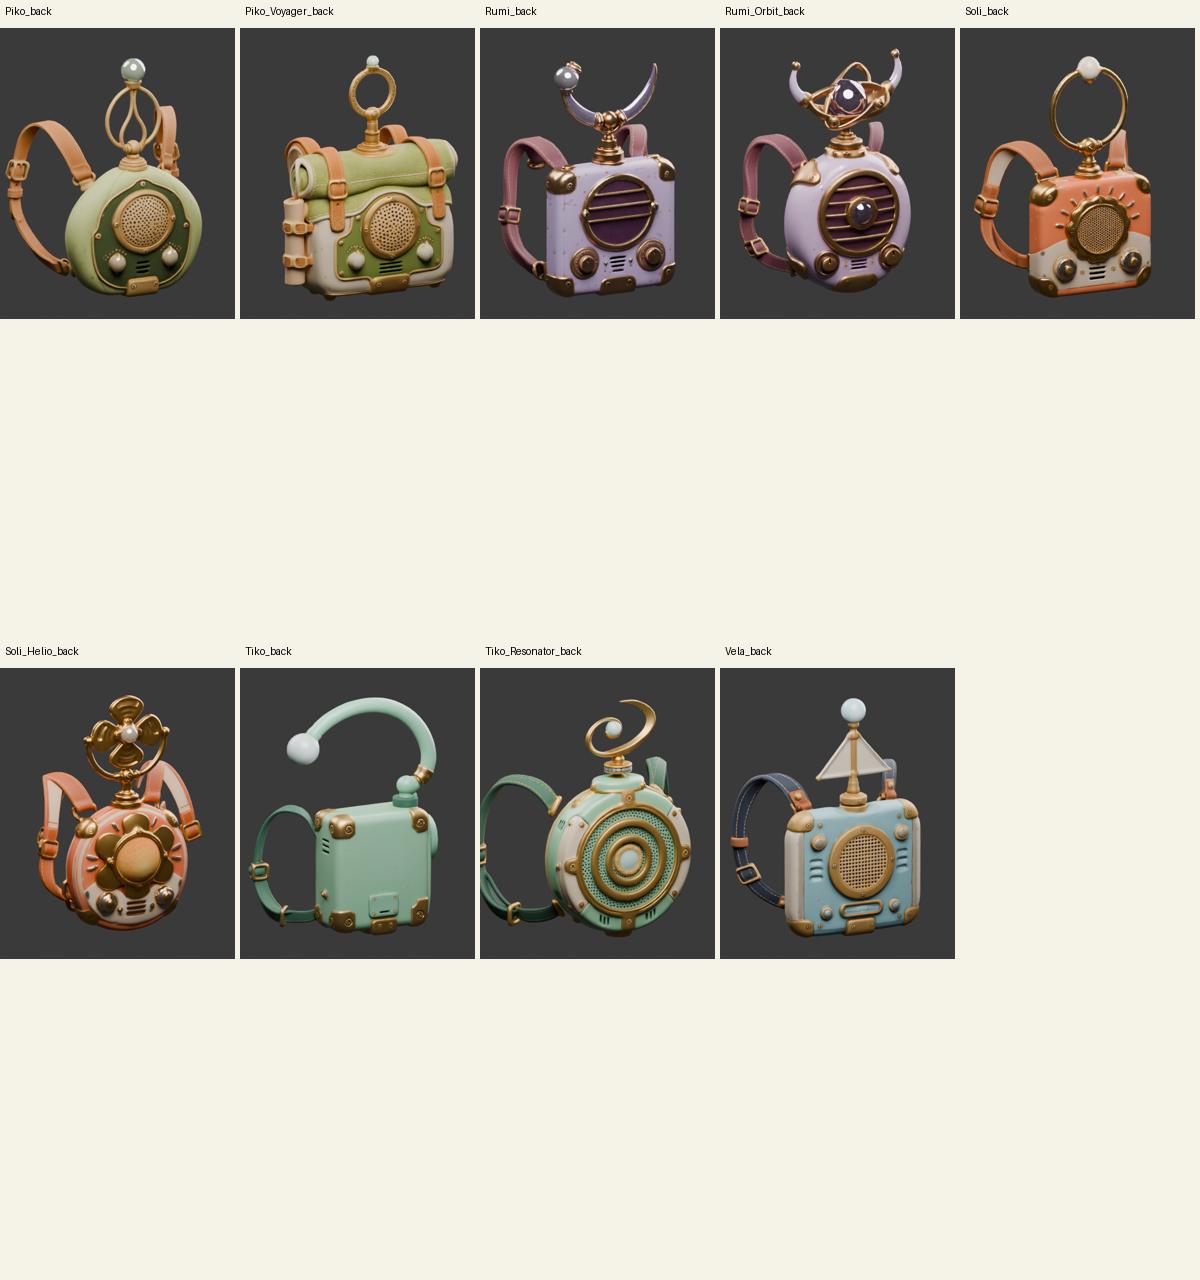 Piko_back
Piko_Voyager_back
Rumi_back
Rumi_Orbit_back
Soli_back
Soli_Helio_back
Tiko_back
Tiko_Resonator_back
Vela_back